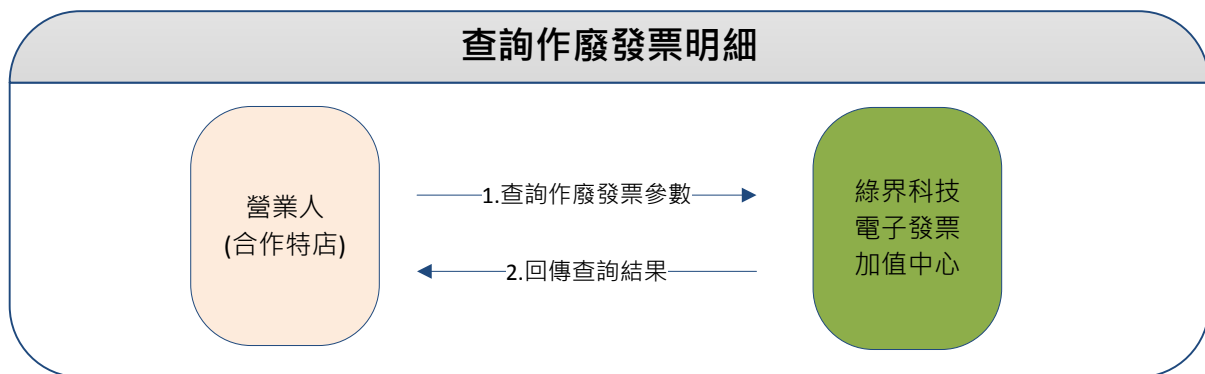 查詢作廢發票明細
營業人
(合作特店)
1.查詢作廢發票參數
2.回傳查詢結果
綠界科技
電子發票
加值中心